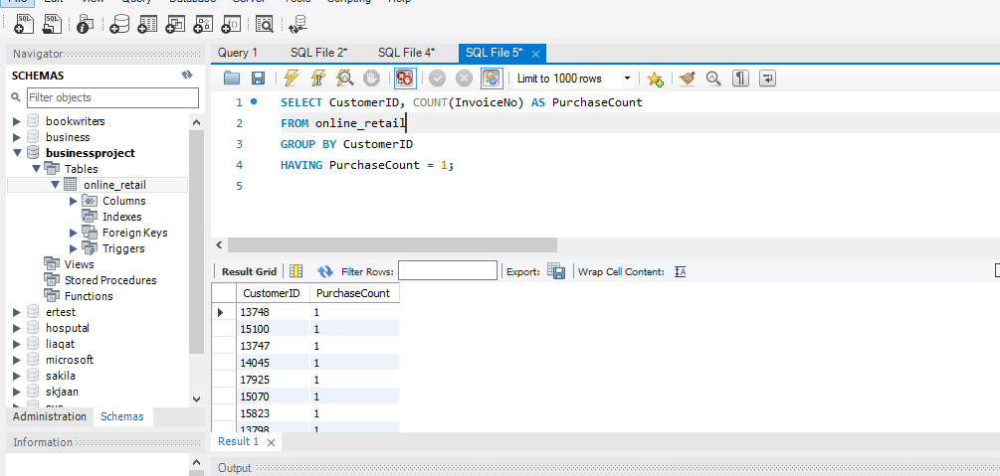 File Edit View Query Database Server Tools Scripting Help
Navigator
SCHEMAS
Filter objects
bookwriters
business
businessproject
Tables
online_retail
Columns
Indexes
Foreign Keys
Triggers
Views
Stored Procedures
Functions
ertest
hosputal
liaqat
microsoft
sakila
skjaan
sys
Administration Schemas
Information
Query 1 SQL File 2* SQL File 4* SQL File 5*
Limit to 1000 rows
1 SELECT CustomerID, COUNT(InvoiceNo) AS PurchaseCount
2 FROM online_retail
3 GROUP BY CustomerID
4 HAVING PurchaseCount = 1;
5
Result Grid Filter Rows: Export: Wrap Cell Content:
CustomerID PurchaseCount
13748 1
15100 1
13747 1
14045 1
17925 1
15070 1
15823 1
13798 1
Result 1
Output